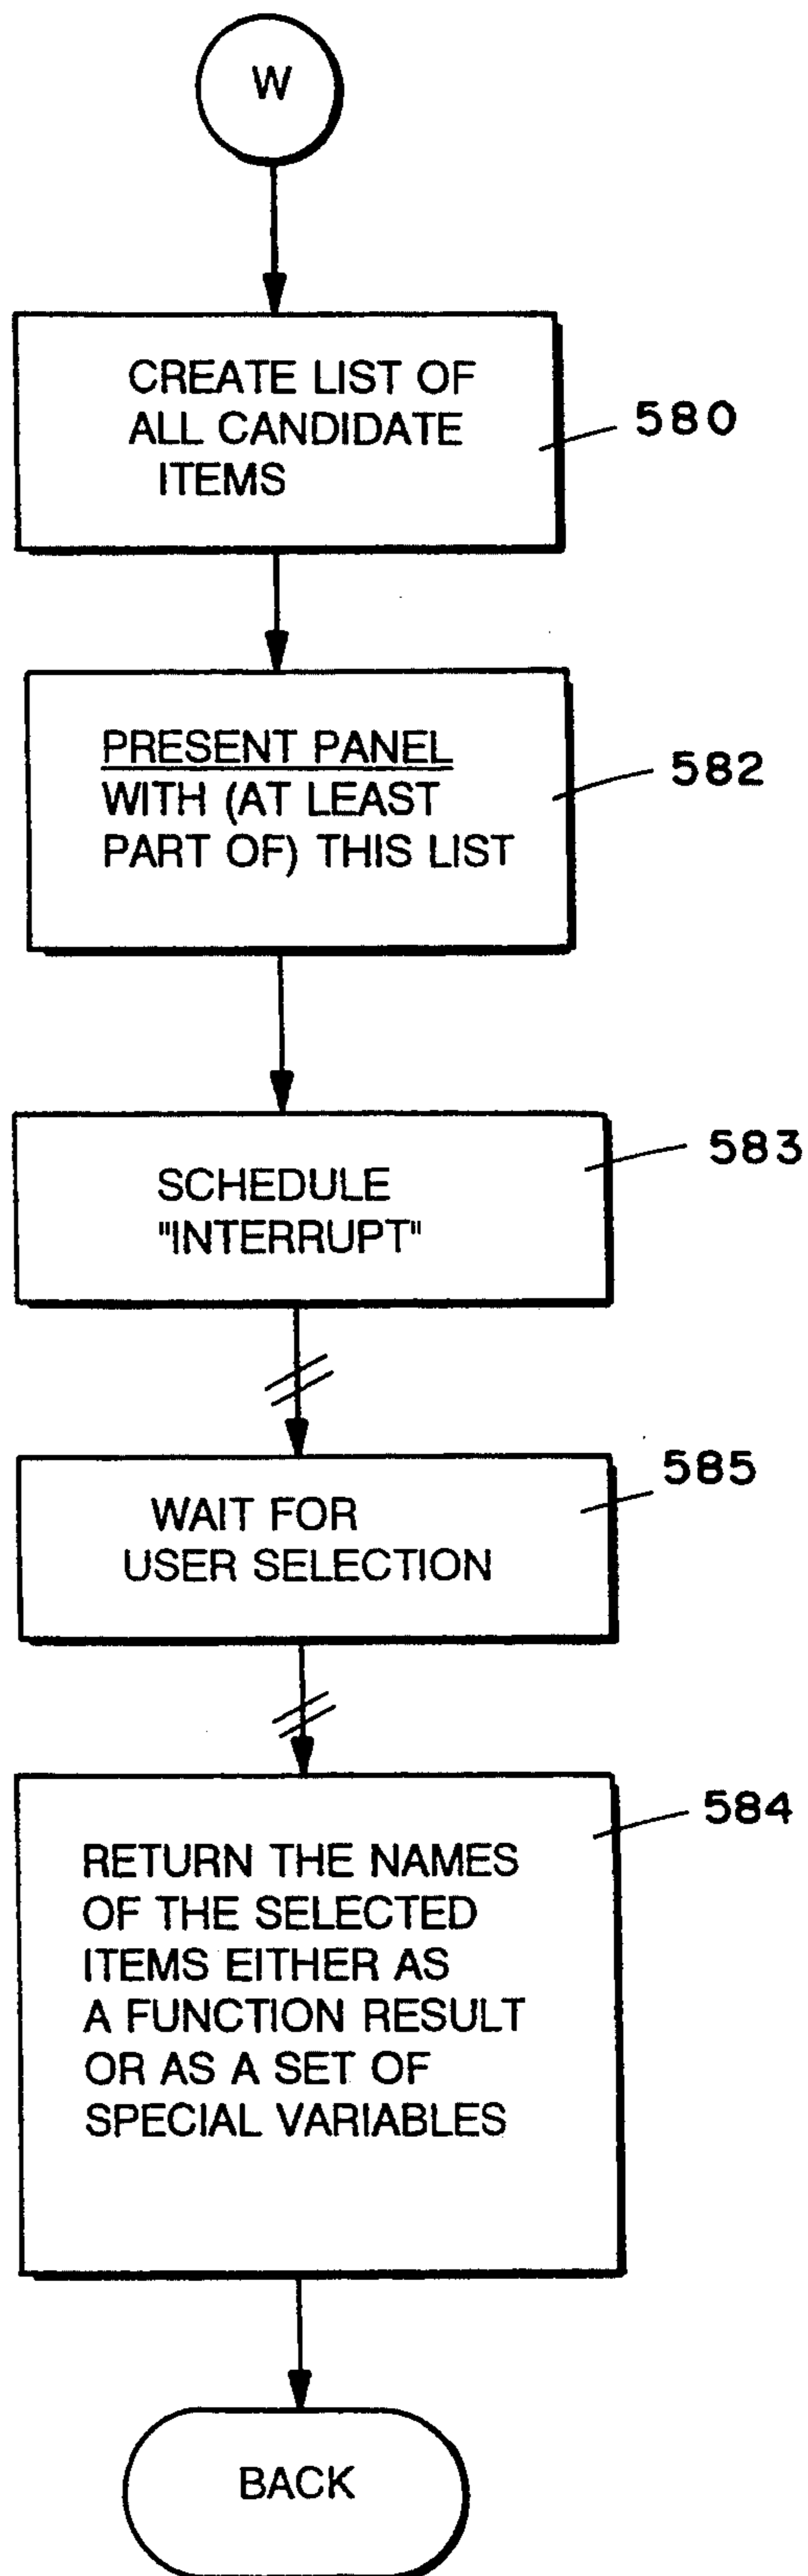 W
CREATE LIST OF
ALL CANDIDATE
ITEMS
580
PRESENT PANEL
WITH (AT LEAST
PART OF) THIS LIST
582
SCHEDULE
"INTERRUPT"
583
WAIT FOR
USER SELECTION
585
RETURN THE NAMES
OF THE SELECTED
ITEMS EITHER AS
A FUNCTION RESULT
OR AS A SET OF
SPECIAL VARIABLES
584
BACK